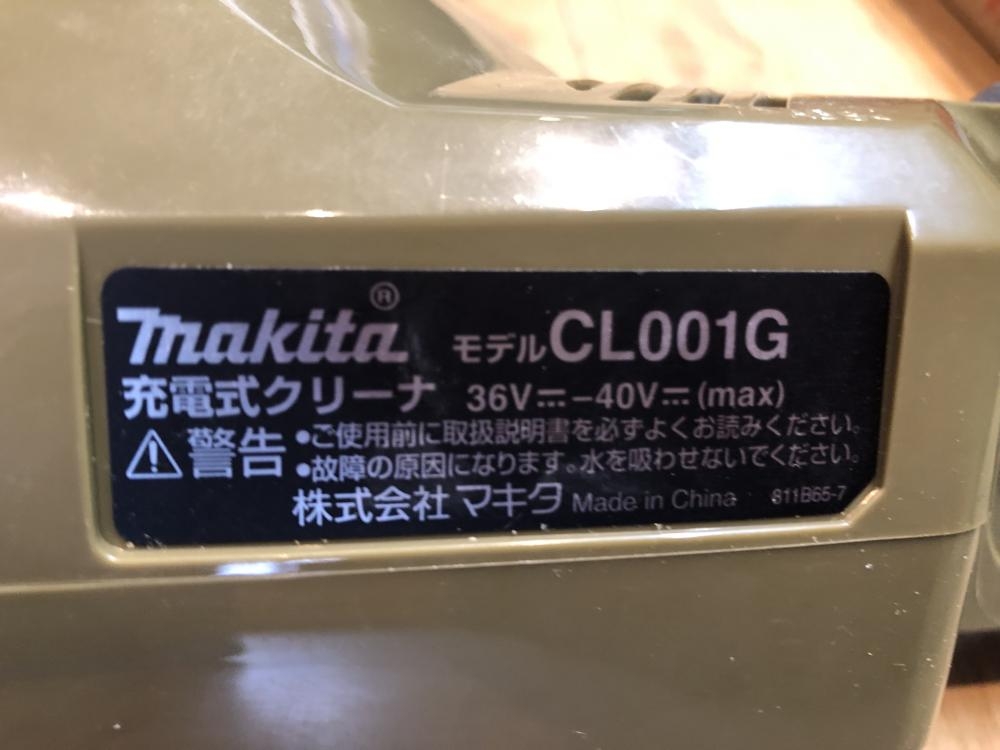 makita® モデルCL001G
充電式クリーナ 36V⎓–40V⎓(max)
警告 •ご使用前に取扱説明書を必ずよくお読みください。
•故障の原因になります。水を吸わせないでください。
株式会社マキタ Made in China 811B65-7